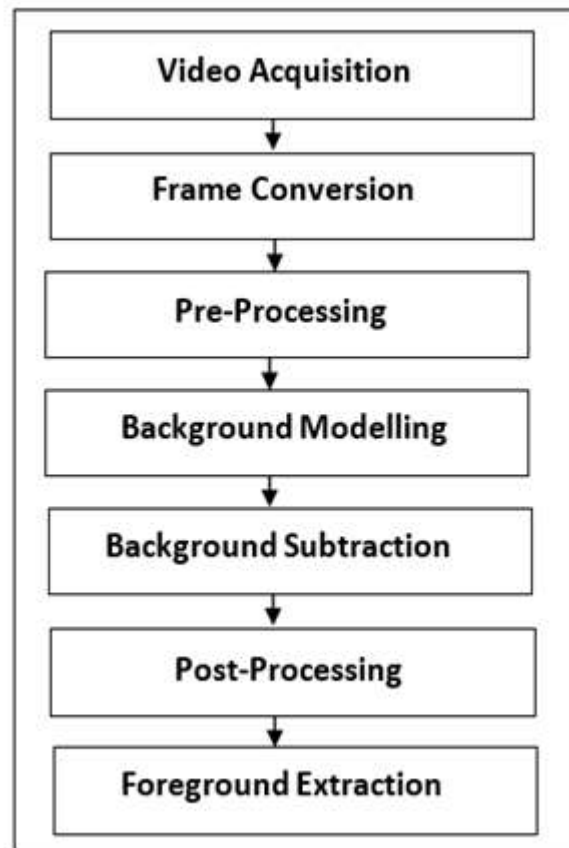 Video Acquisition
Frame Conversion
Pre-Processing
Background Modelling
Background Subtraction
Post-Processing
Foreground Extraction